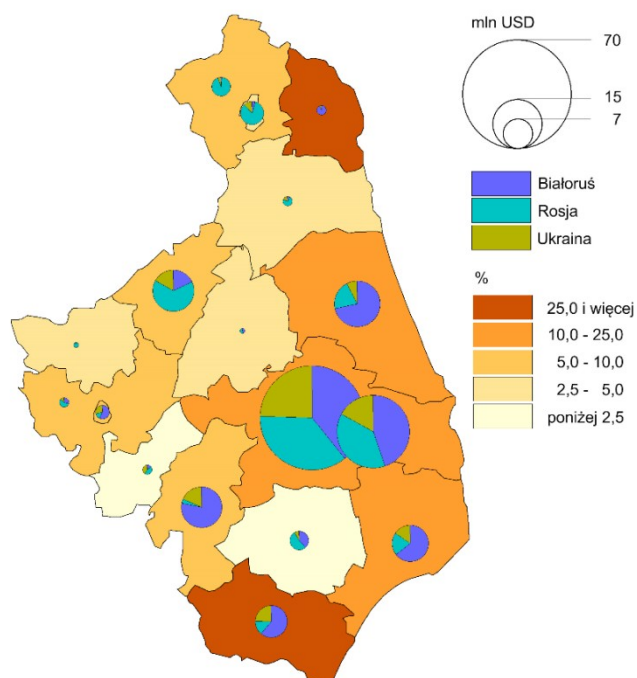 mln USD
70
15
7
Białoruś
Rosja
Ukraina
%
25,0 i więcej
10,0 - 25,0
5,0 - 10,0
2,5 - 5,0
poniżej 2,5